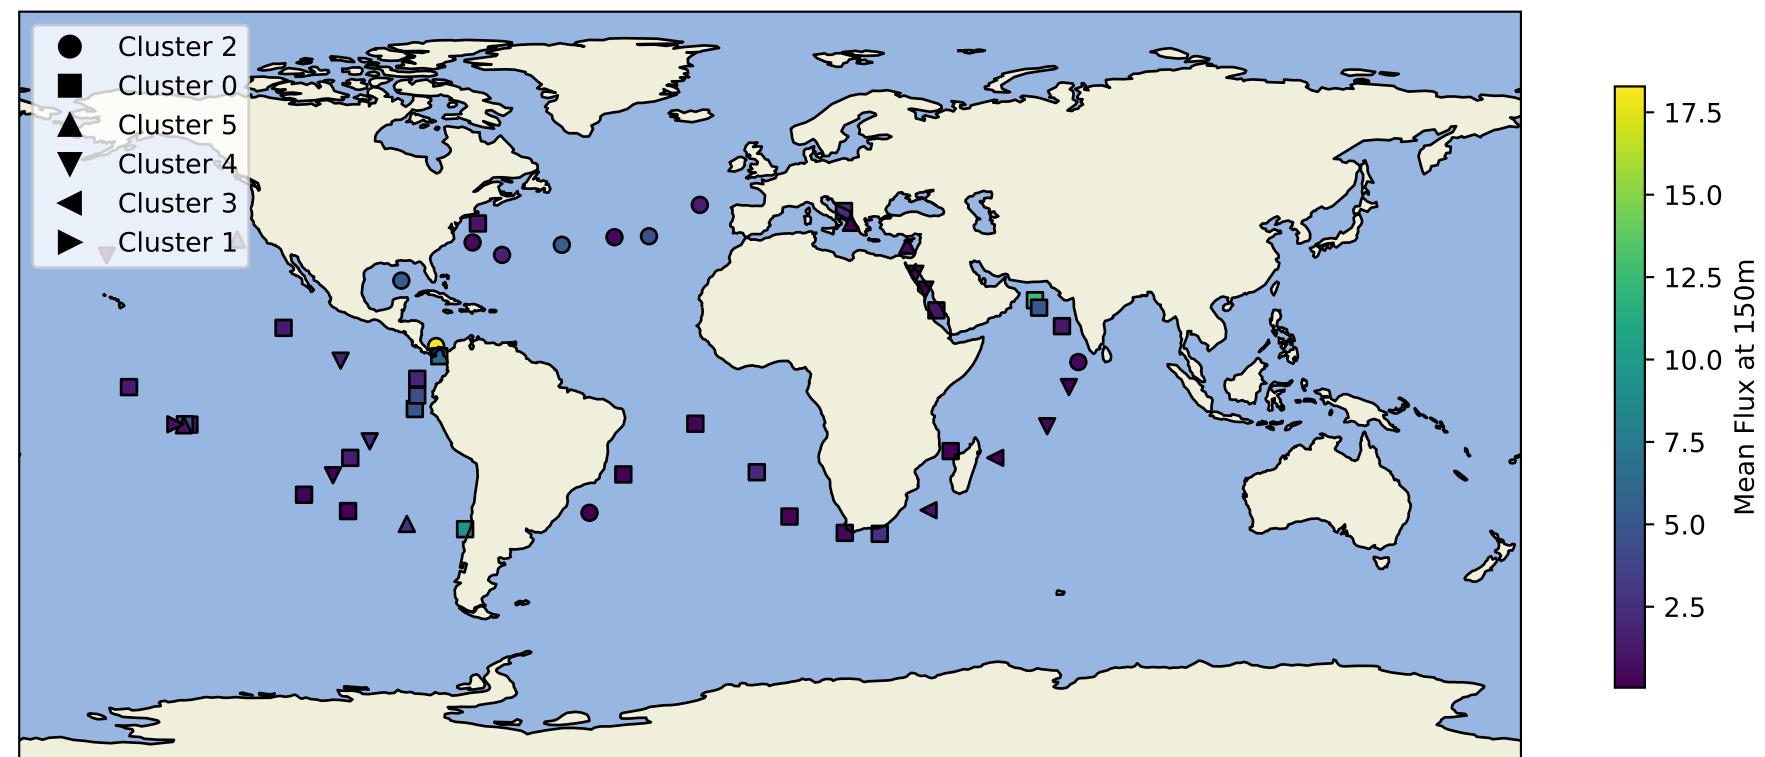 Cluster 2
Cluster 0
Cluster 5
Cluster 4
Cluster 3
Cluster 1
17.5
15.0
12.5
10.0
7.5
5.0
2.5
Mean Flux at 150m